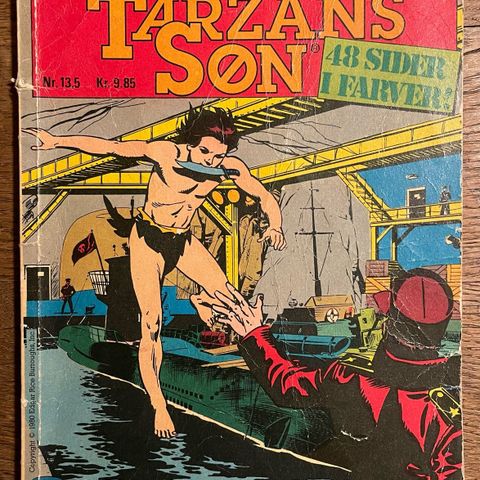 TARZANS
SØN®
48 SIDER
I FARVER!
Nr. 13,5 Kr. 9.85
Copyright © 1980 Edgar Rice Burroughs, Inc.